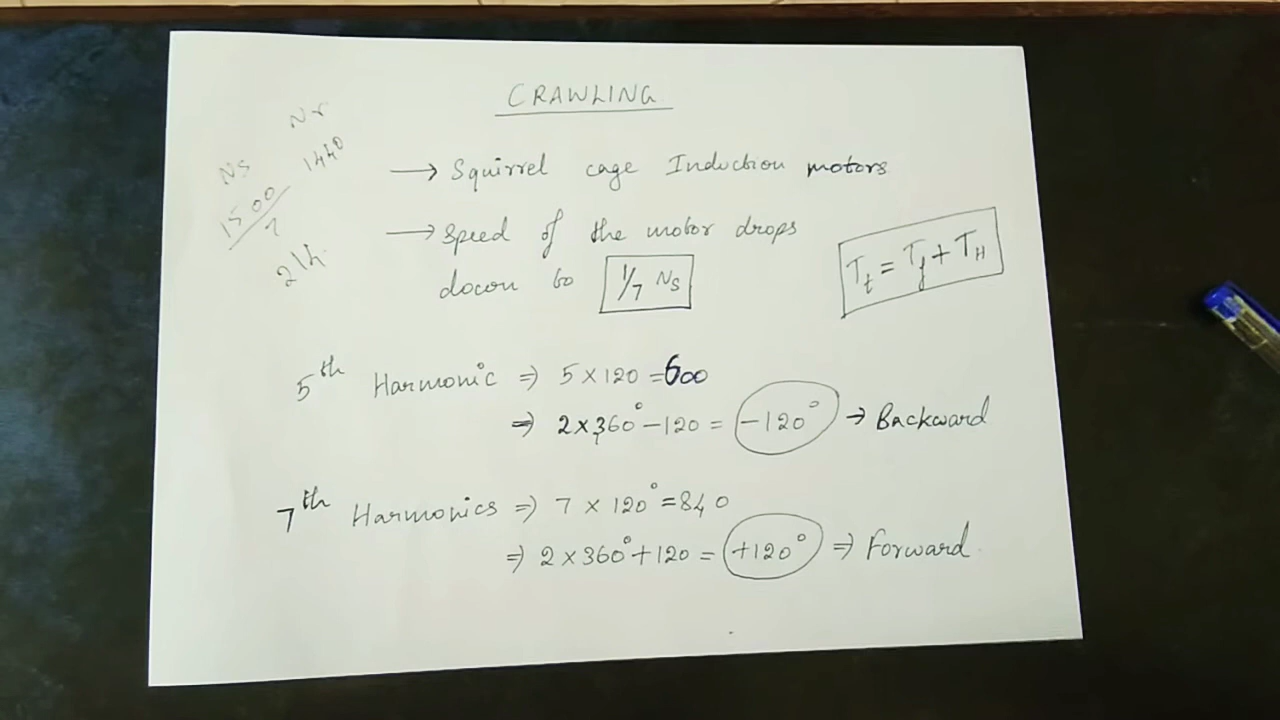 CRAWLING
Nr
Ns
1440
1500
7
214.
→ Squirrel cage Induction motors
→ Speed of the motor drops
down to 1/7 Ns
Tt = Tf + TH
5th Harmonic ⇒ 5 × 120 = 600
⇒ 2 × 360° - 120 = -120° → Backward
7th Harmonics ⇒ 7 × 120° = 840
⇒ 2 × 360° + 120 = +120° ⇒ Forward